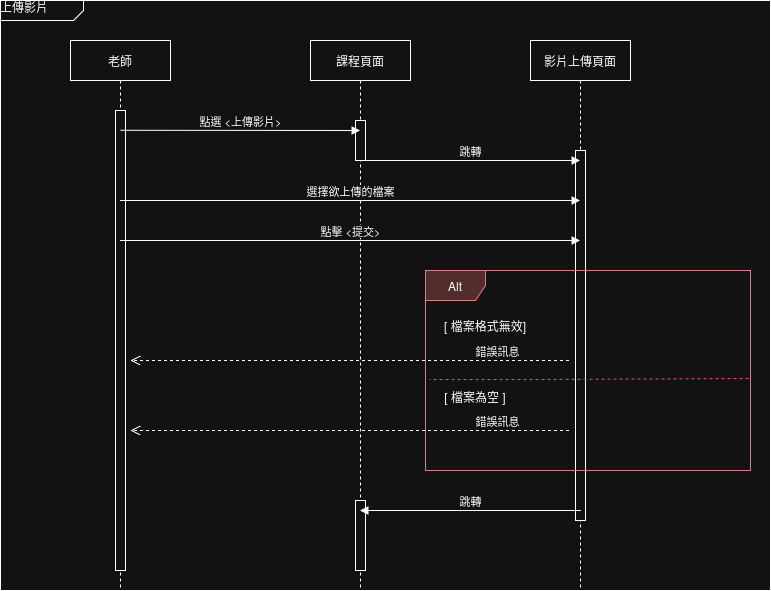 上傳影片
老師
課程頁面
影片上傳頁面
點選 <上傳影片>
跳轉
選擇欲上傳的檔案
點擊 <提交>
Alt
[ 檔案格式無效]
錯誤訊息
[ 檔案為空 ]
錯誤訊息
跳轉